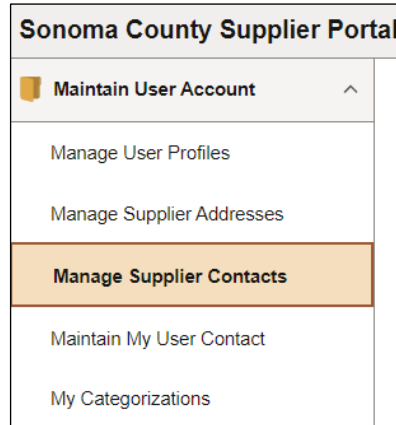 Sonoma County Supplier Portal
Maintain User Account
Manage User Profiles
Manage Supplier Addresses
Manage Supplier Contacts
Maintain My User Contact
My Categorizations